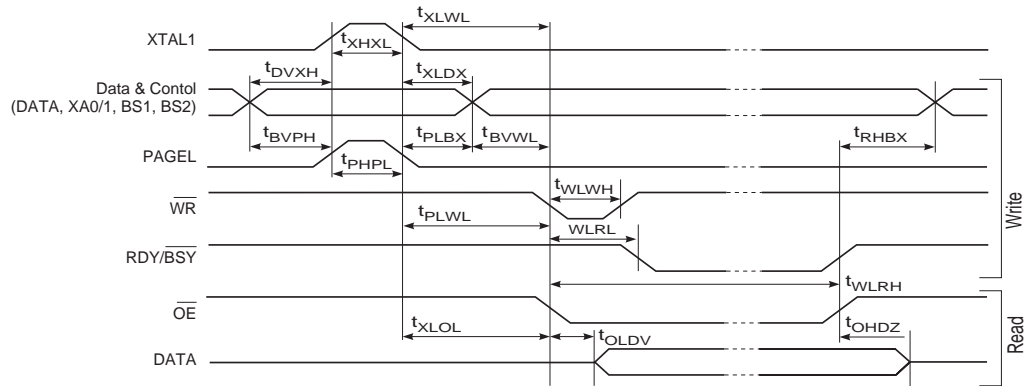 tXLWL
XTAL1
tXHXL
tDVXH
tXLDX
Data & Contol
(DATA, XA0/1, BS1, BS2)
tBVPH
tPLBX
tBVWL
tRHBX
PAGEL
tPHPL
tWLWH
WR
tPLWL
WLRL
Write
RDY/BSY
tWLRH
OE
tXLOL
tOLDV
tOHDZ
Read
DATA